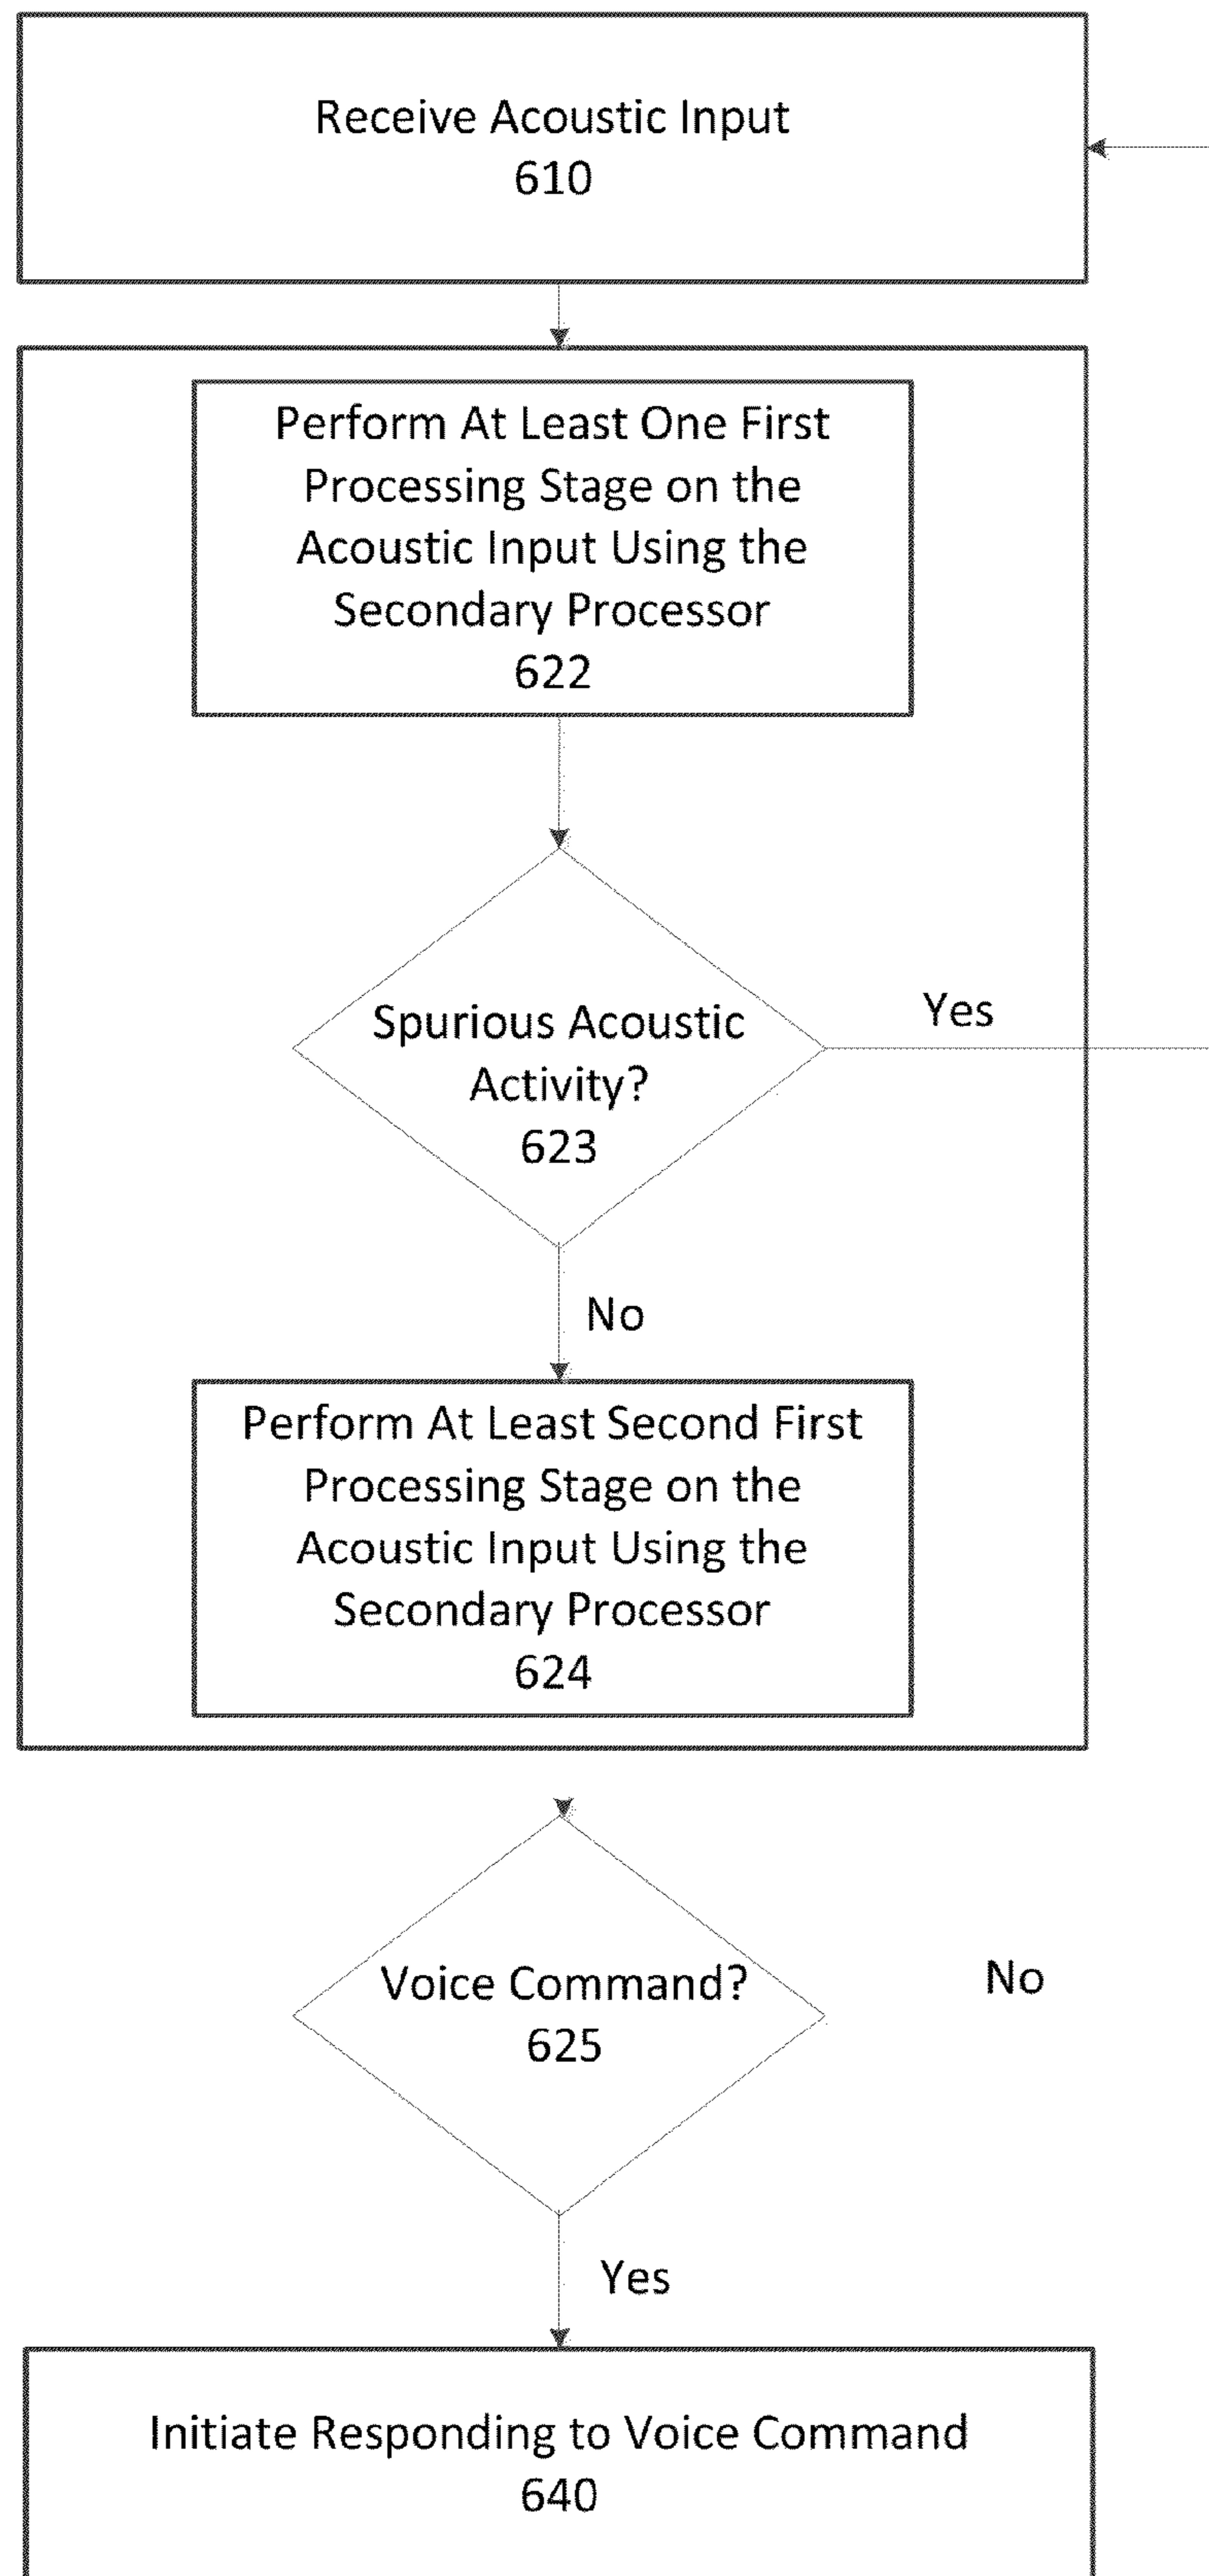 Receive Acoustic Input
610
Perform At Least One First
Processing Stage on the
Acoustic Input Using the
Secondary Processor
622
Spurious Acoustic
Activity?
623
Yes
No
Perform At Least Second First
Processing Stage on the
Acoustic Input Using the
Secondary Processor
624
Voice Command?
625
No
Yes
Initiate Responding to Voice Command
640